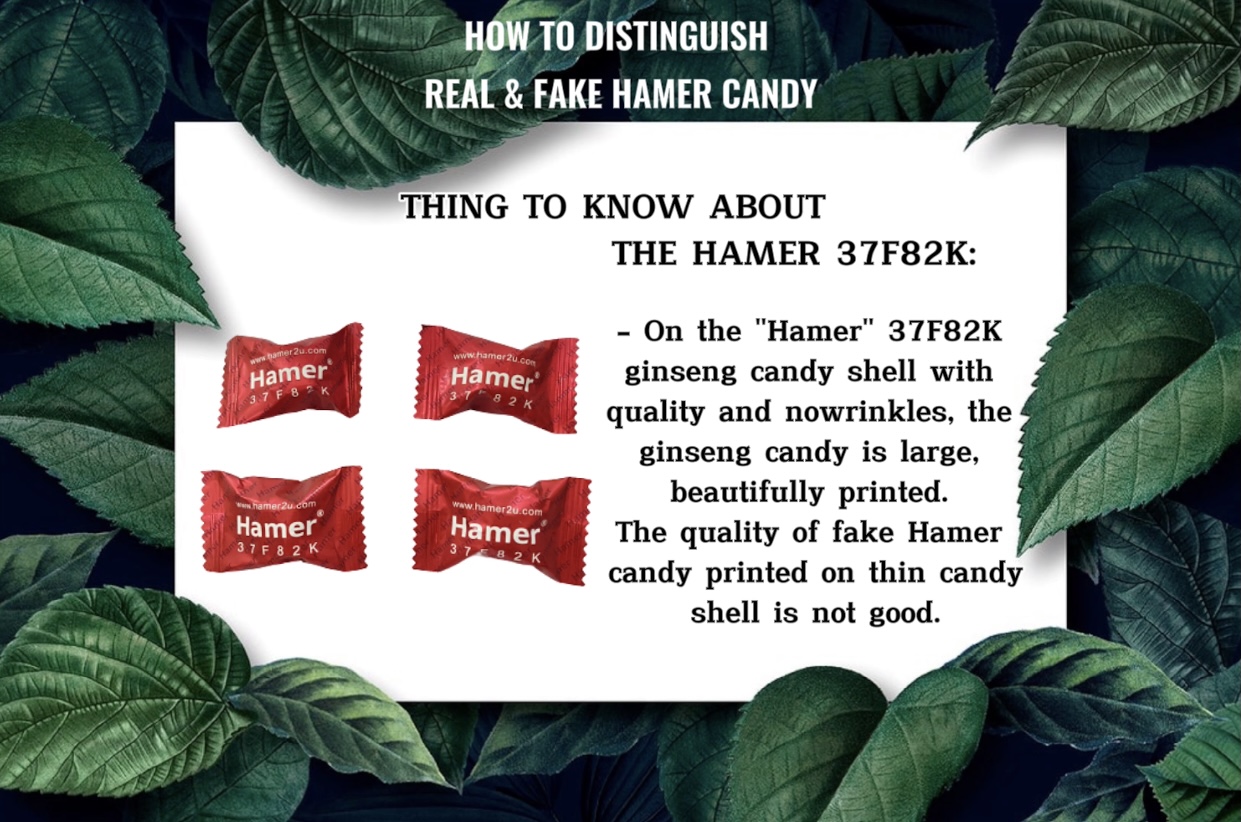 HOW TO DISTINGUISH
REAL & FAKE HAMER CANDY
THING TO KNOW ABOUT
THE HAMER 37F82K:
www.hamer2u.com
Hamer®
37F82K
www.hamer2u.com
Hamer®
37F82K
www.hamer2u.com
Hamer®
37F82K
www.hamer2u.com
Hamer®
37F82K
- On the "Hamer" 37F82K
ginseng candy shell with
quality and nowrinkles, the
ginseng candy is large,
beautifully printed.
The quality of fake Hamer
candy printed on thin candy
shell is not good.